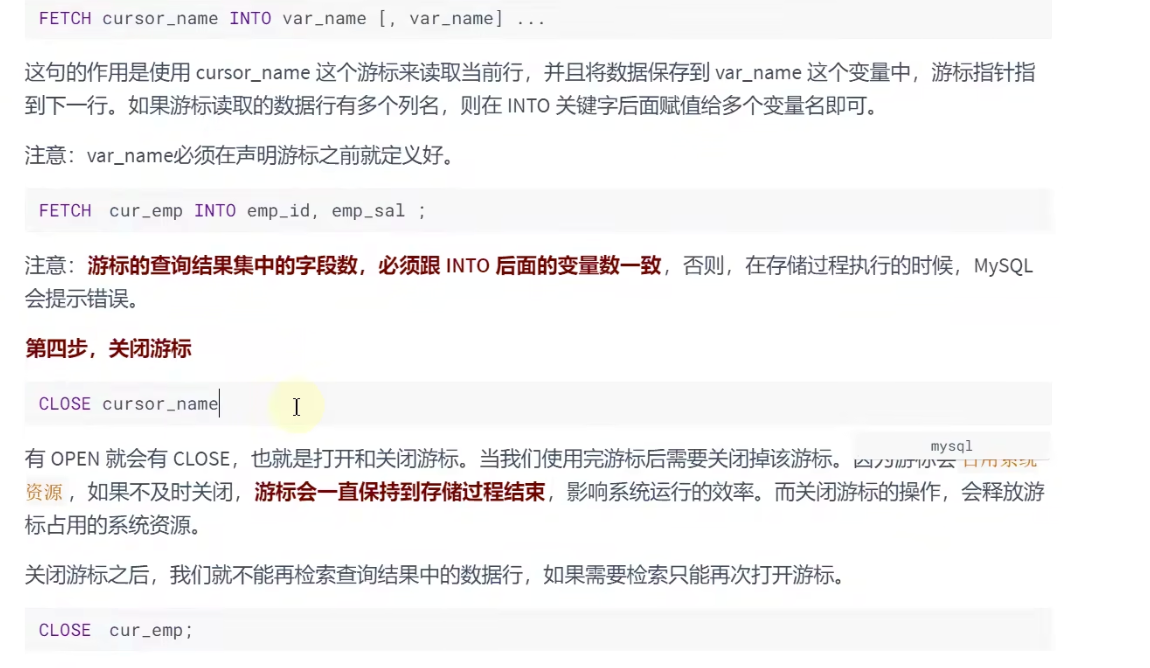 FETCH cursor_name INTO var_name [, var_name] ...
这句的作用是使用 cursor_name 这个游标来读取当前行，并且将数据保存到 var_name 这个变量中，游标指针指
到下一行。如果游标读取的数据行有多个列名，则在 INTO 关键字后面赋值给多个变量名即可。
注意：var_name必须在声明游标之前就定义好。
FETCH cur_emp INTO emp_id, emp_sal ;
注意：游标的查询结果集中的字段数，必须跟 INTO 后面的变量数一致，否则，在存储过程执行的时候，MySQL
会提示错误。
第四步，关闭游标
CLOSE cursor_name
mysql
有 OPEN 就会有 CLOSE，也就是打开和关闭游标。当我们使用完游标后需要关闭掉该游标。因为游标会 占用系统
资源 ，如果不及时关闭，游标会一直保持到存储过程结束，影响系统运行的效率。而关闭游标的操作，会释放游
标占用的系统资源。
关闭游标之后，我们就不能再检索查询结果中的数据行，如果需要检索只能再次打开游标。
CLOSE cur_emp;